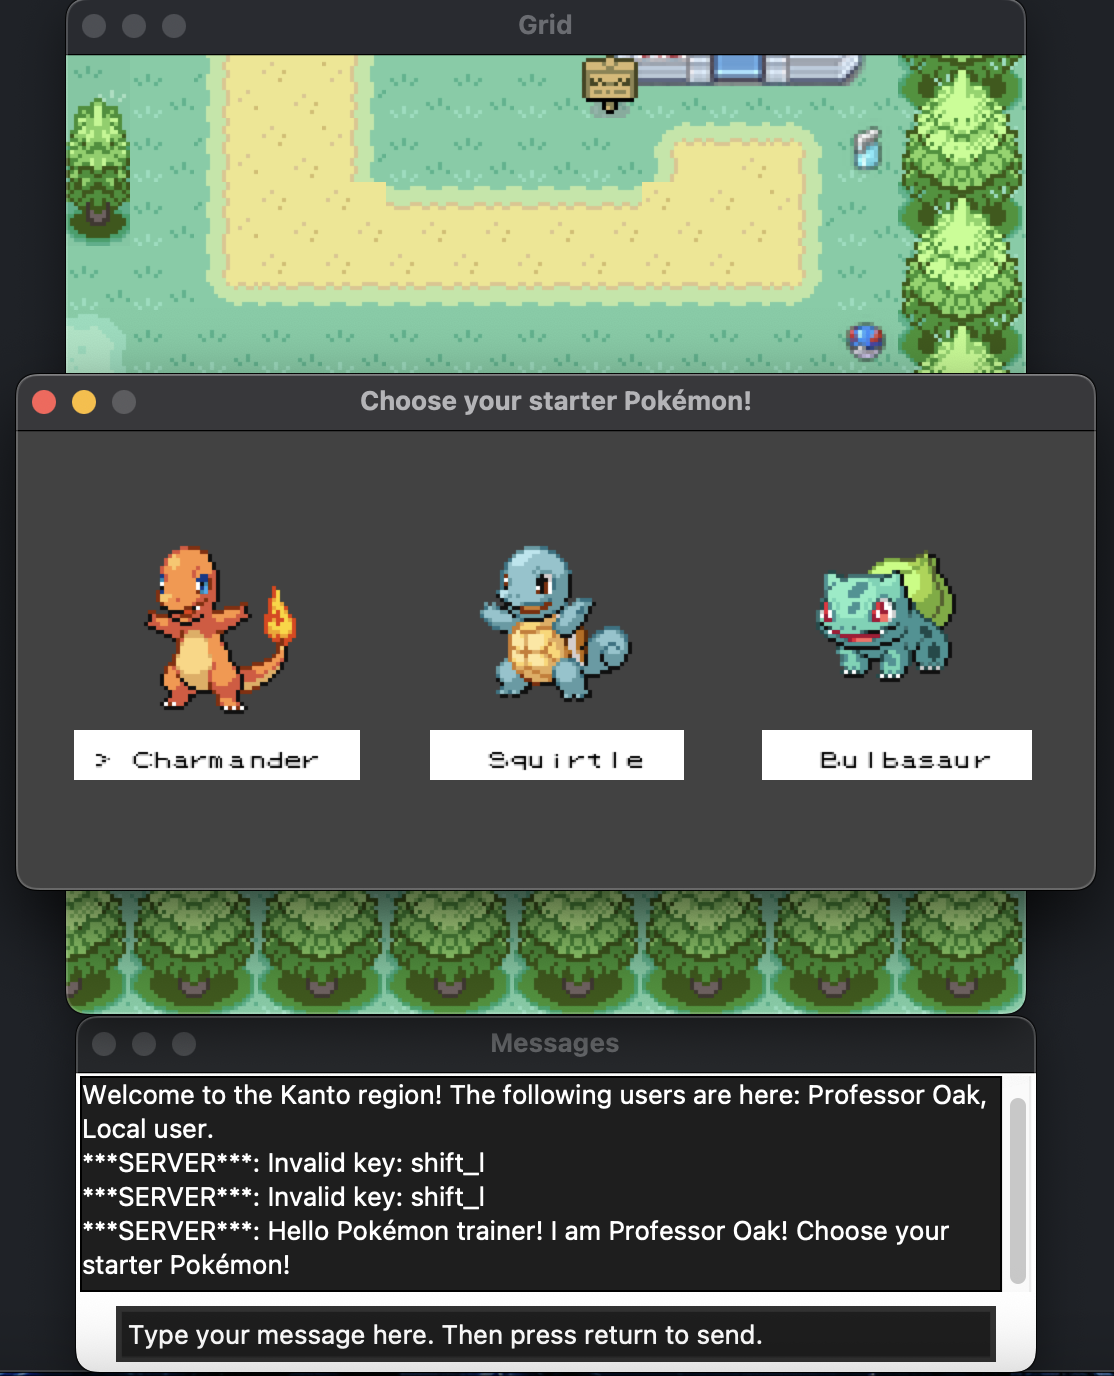 Grid
Choose your starter Pokémon!
> Charmander
Squirtle
Bulbasaur
Messages
Welcome to the Kanto region! The following users are here: Professor Oak,
Local user.
***SERVER***: Invalid key: shift_l
***SERVER***: Invalid key: shift_l
***SERVER***: Hello Pokémon trainer! I am Professor Oak! Choose your
starter Pokémon!
Type your message here. Then press return to send.